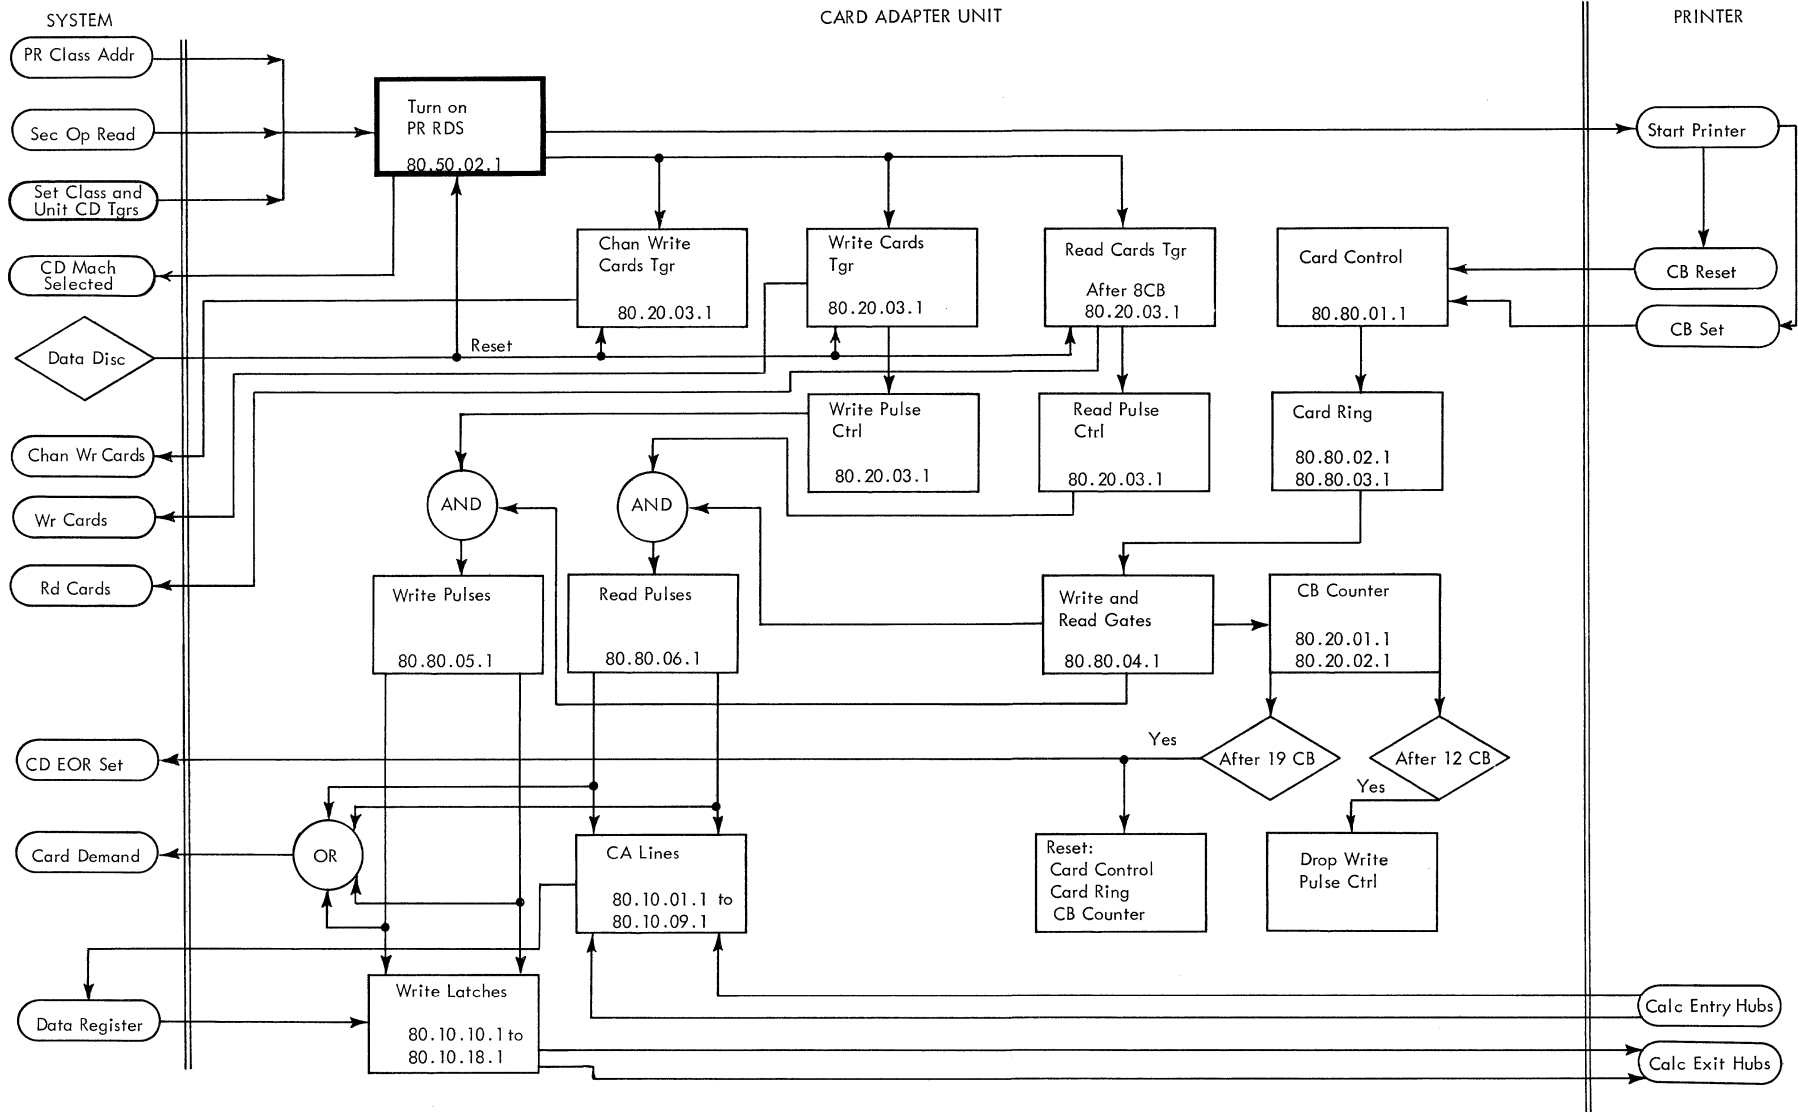 SYSTEM
CARD ADAPTER UNIT
PRINTER
PR Class Addr
Sec Op Read
Set Class and
Unit CD Tgrs
CD Mach
Selected
Data Disc
Chan Wr Cards
Wr Cards
Rd Cards
CD EOR Set
Card Demand
Data Register
Turn on
PR RDS
80.50.02.1
Chan Write
Cards Tgr
80.20.03.1
Write Cards
Tgr
80.20.03.1
Read Cards Tgr
After 8CB
80.20.03.1
Card Control
80.80.01.1
Start Printer
CB Reset
CB Set
Reset
Write Pulse
Ctrl
80.20.03.1
Read Pulse
Ctrl
80.20.03.1
Card Ring
80.80.02.1
80.80.03.1
AND
AND
Write Pulses
80.80.05.1
Read Pulses
80.80.06.1
Write and
Read Gates
80.80.04.1
CB Counter
80.20.01.1
80.20.02.1
Yes
After 19 CB
After 12 CB
Yes
OR
CA Lines
80.10.01.1 to
80.10.09.1
Reset:
Card Control
Card Ring
CB Counter
Drop Write
Pulse Ctrl
Write Latches
80.10.10.1 to
80.10.18.1
Calc Entry Hubs
Calc Exit Hubs